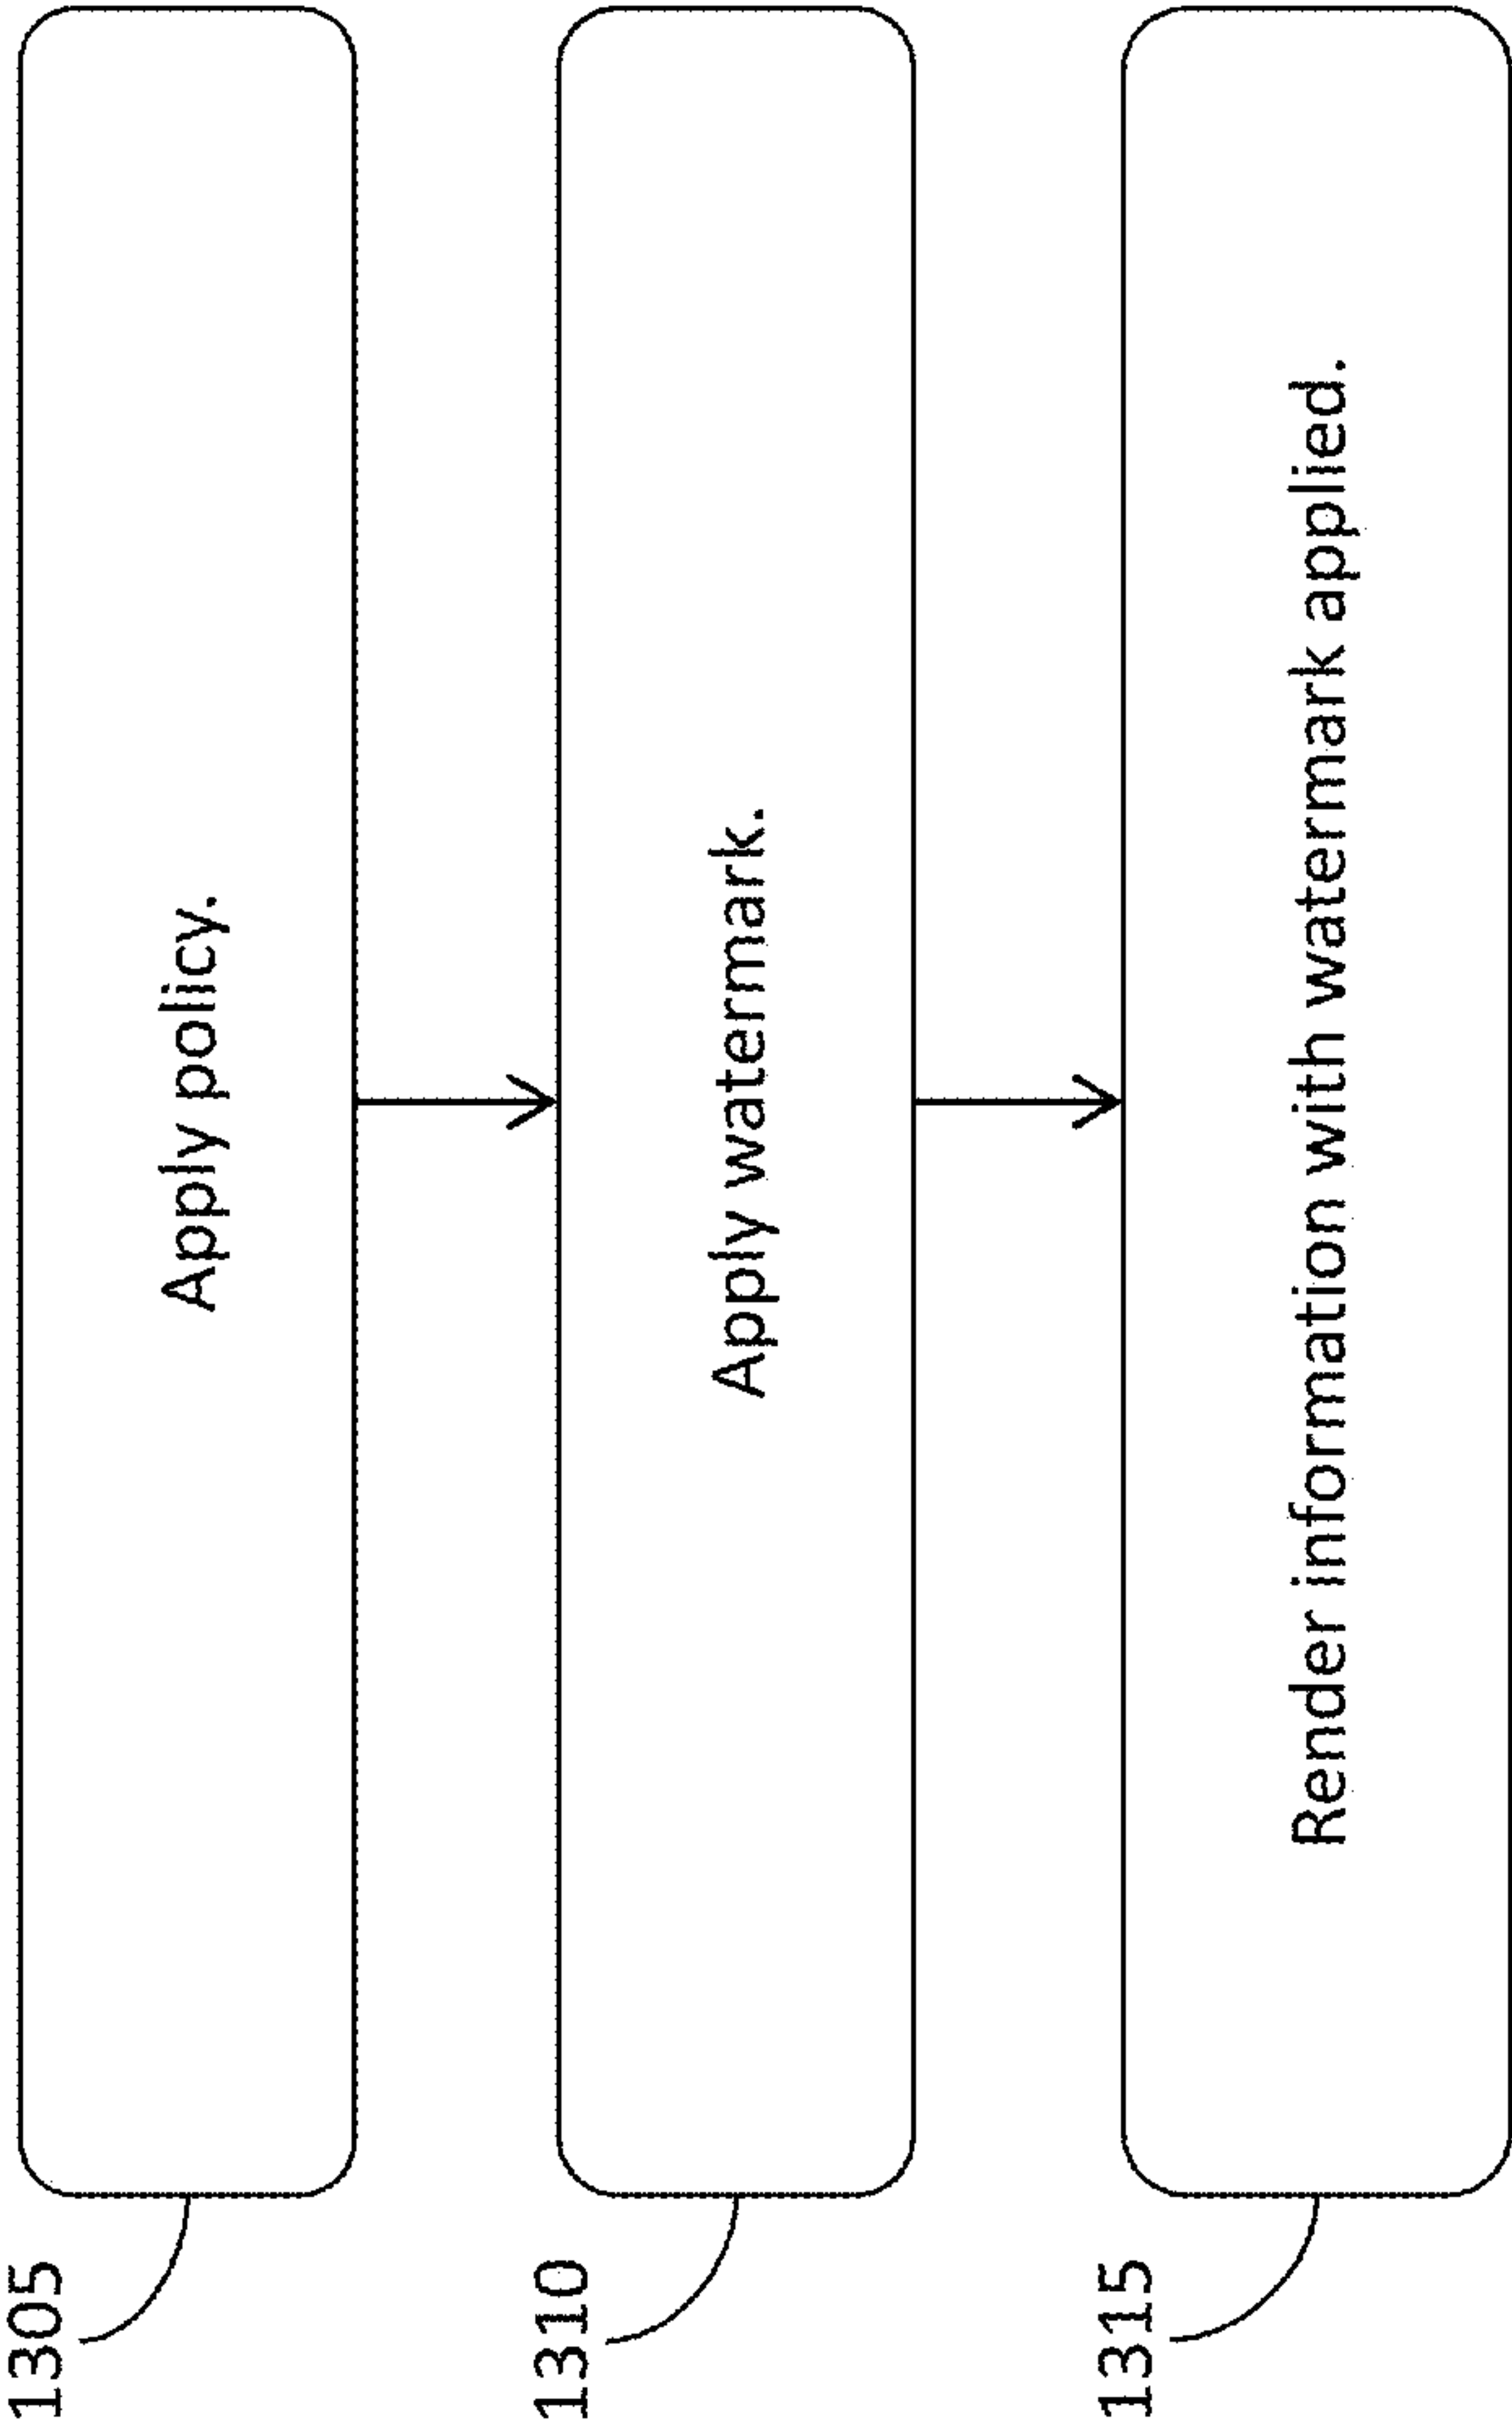 1305
Apply policy.
1310
Apply watermark.
1315
Render information with watermark applied.